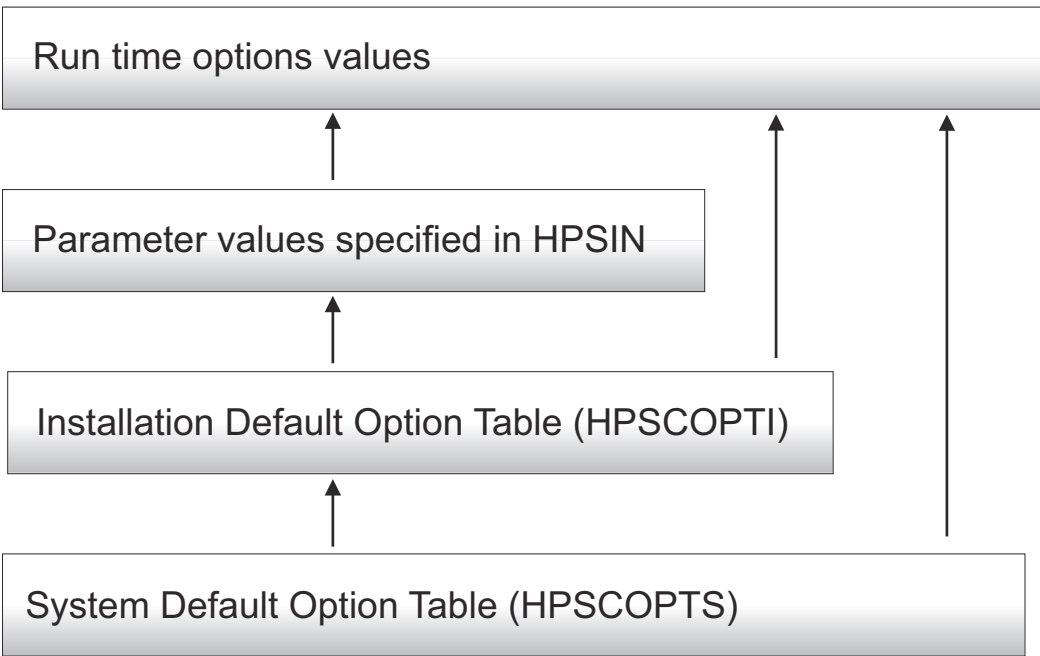 Run time options values
Parameter values specified in HPSIN
Installation Default Option Table (HPSCOPTI)
System Default Option Table (HPSCOPTS)